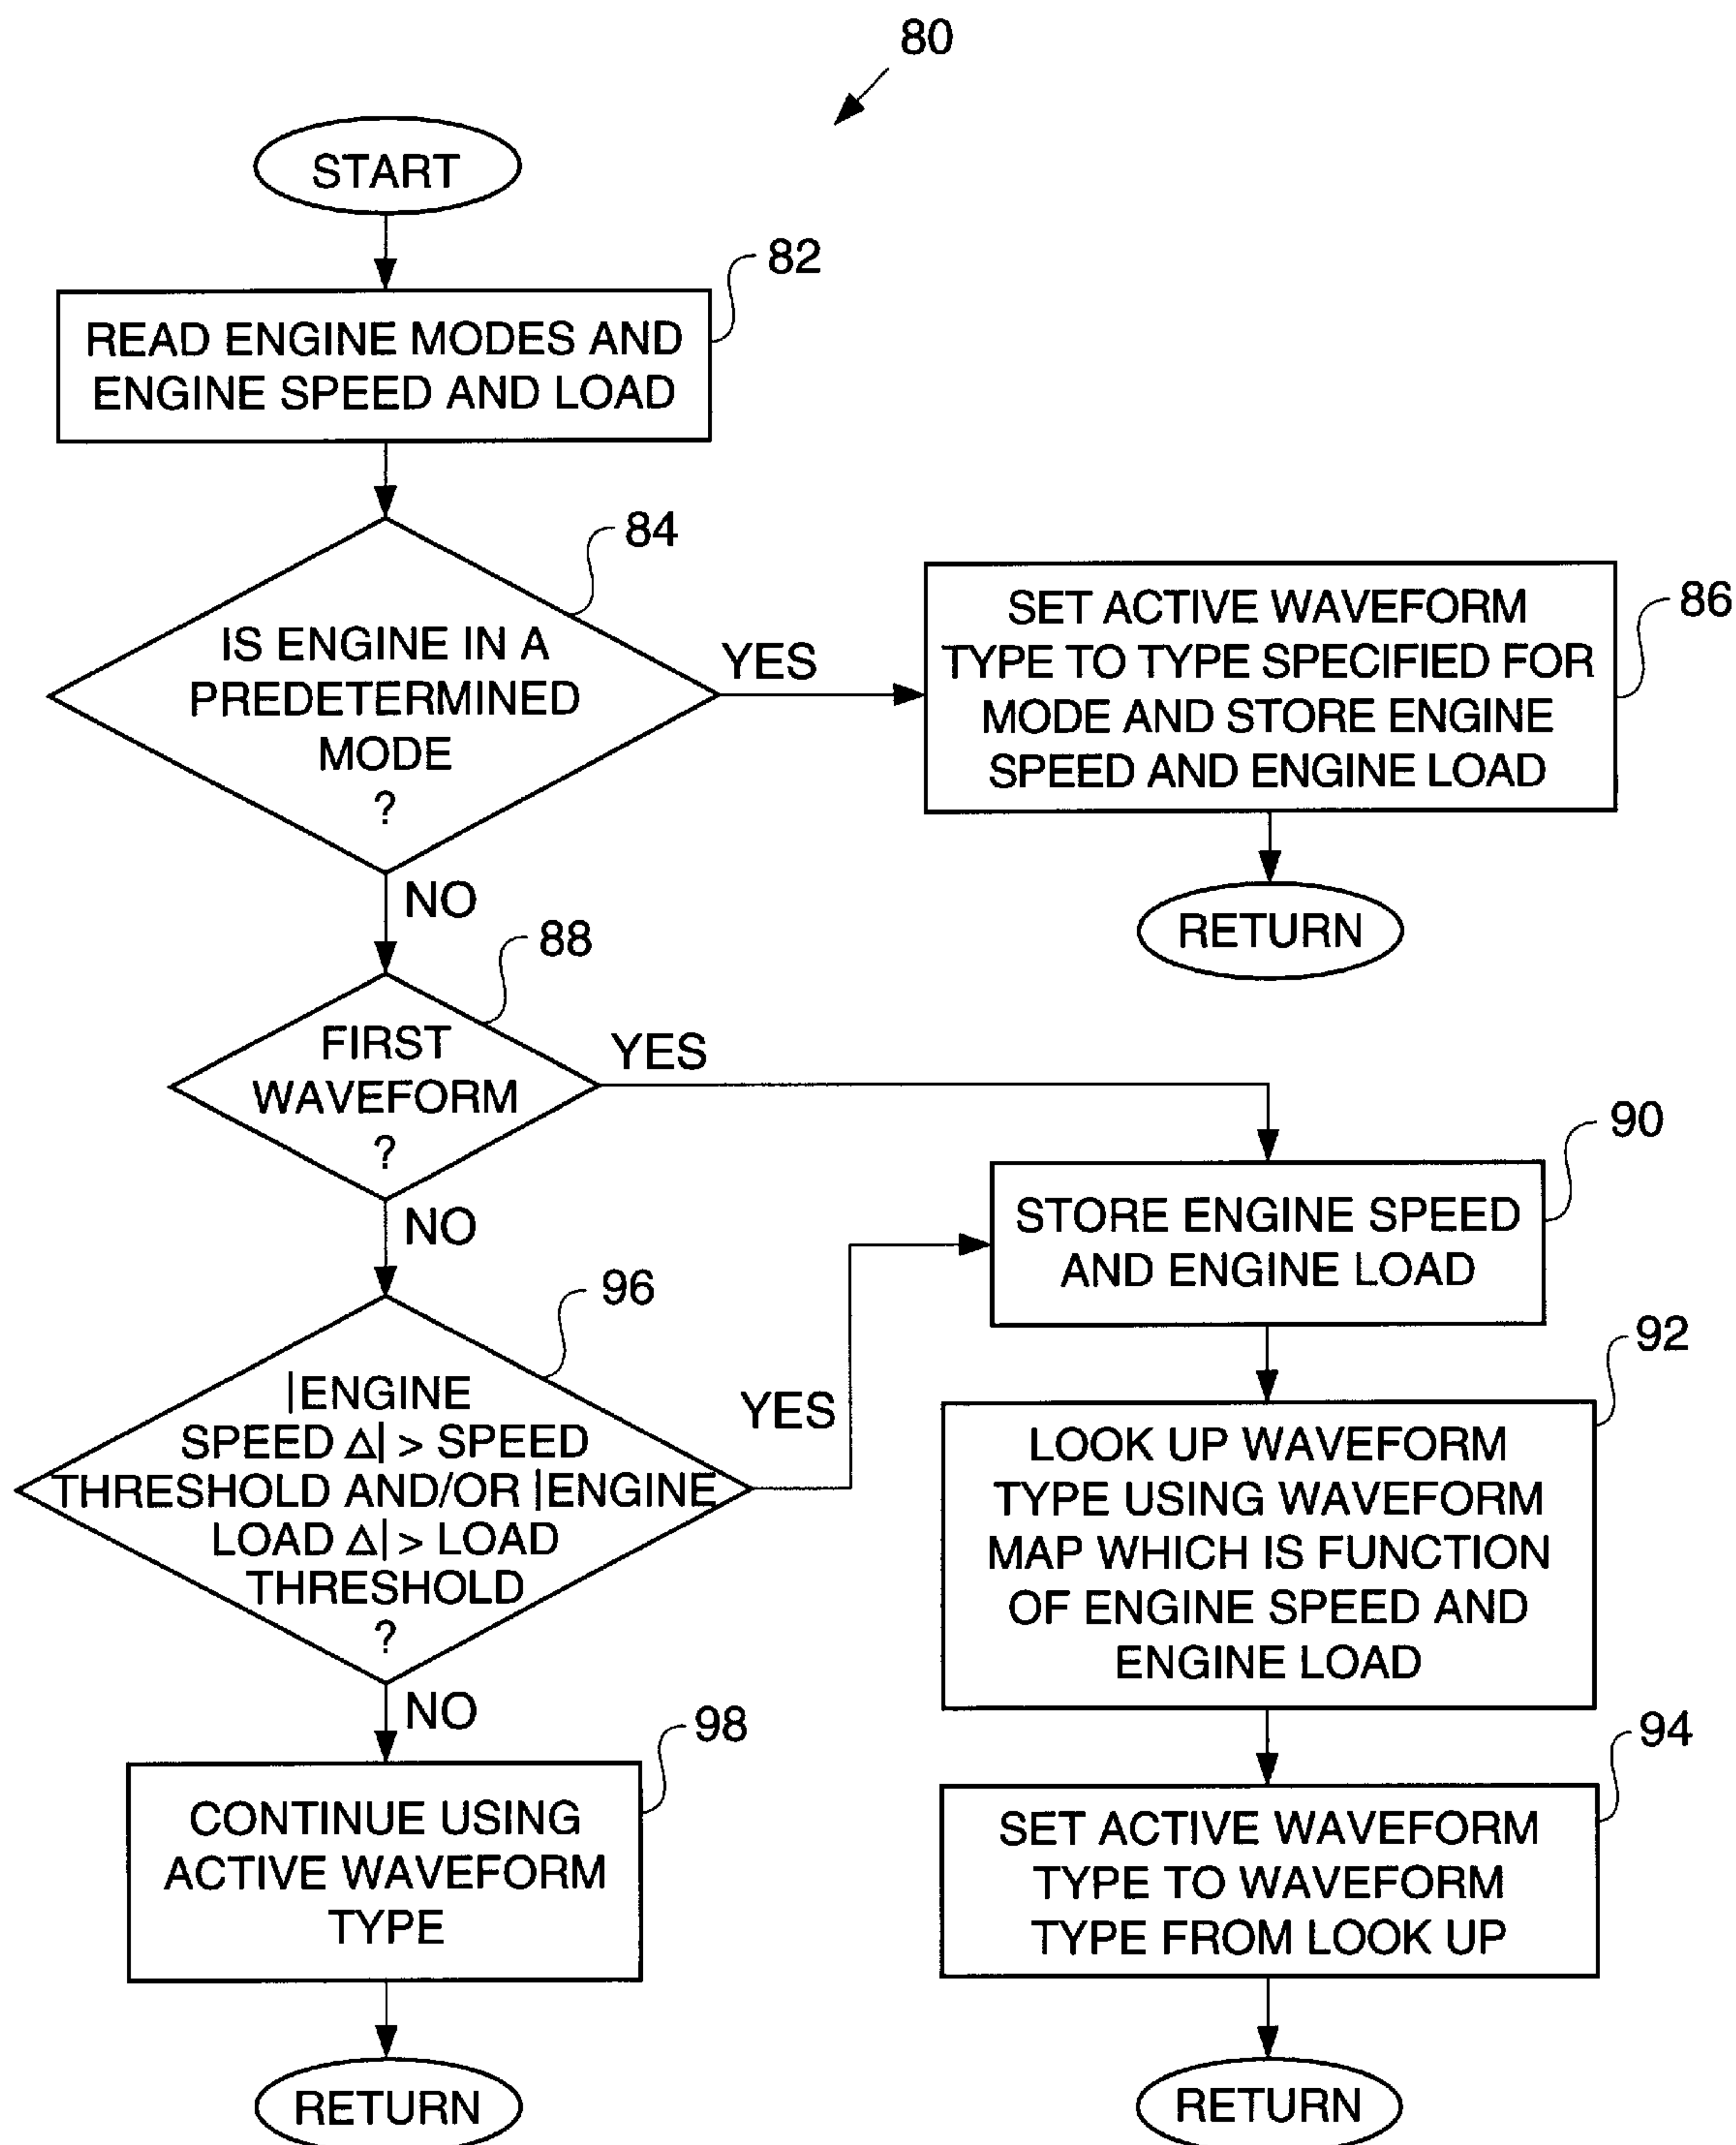 80
START
82
READ ENGINE MODES AND
ENGINE SPEED AND LOAD
84
IS ENGINE IN A
PREDETERMINED
MODE
?
YES
86
SET ACTIVE WAVEFORM
TYPE TO TYPE SPECIFIED FOR
MODE AND STORE ENGINE
SPEED AND ENGINE LOAD
RETURN
NO
88
FIRST
WAVEFORM
?
YES
90
STORE ENGINE SPEED
AND ENGINE LOAD
NO
96
|ENGINE
SPEED Δ| > SPEED
THRESHOLD AND/OR |ENGINE
LOAD Δ| > LOAD
THRESHOLD
?
YES
92
LOOK UP WAVEFORM
TYPE USING WAVEFORM
MAP WHICH IS FUNCTION
OF ENGINE SPEED AND
ENGINE LOAD
NO
98
CONTINUE USING
ACTIVE WAVEFORM
TYPE
RETURN
94
SET ACTIVE WAVEFORM
TYPE TO WAVEFORM
TYPE FROM LOOK UP
RETURN